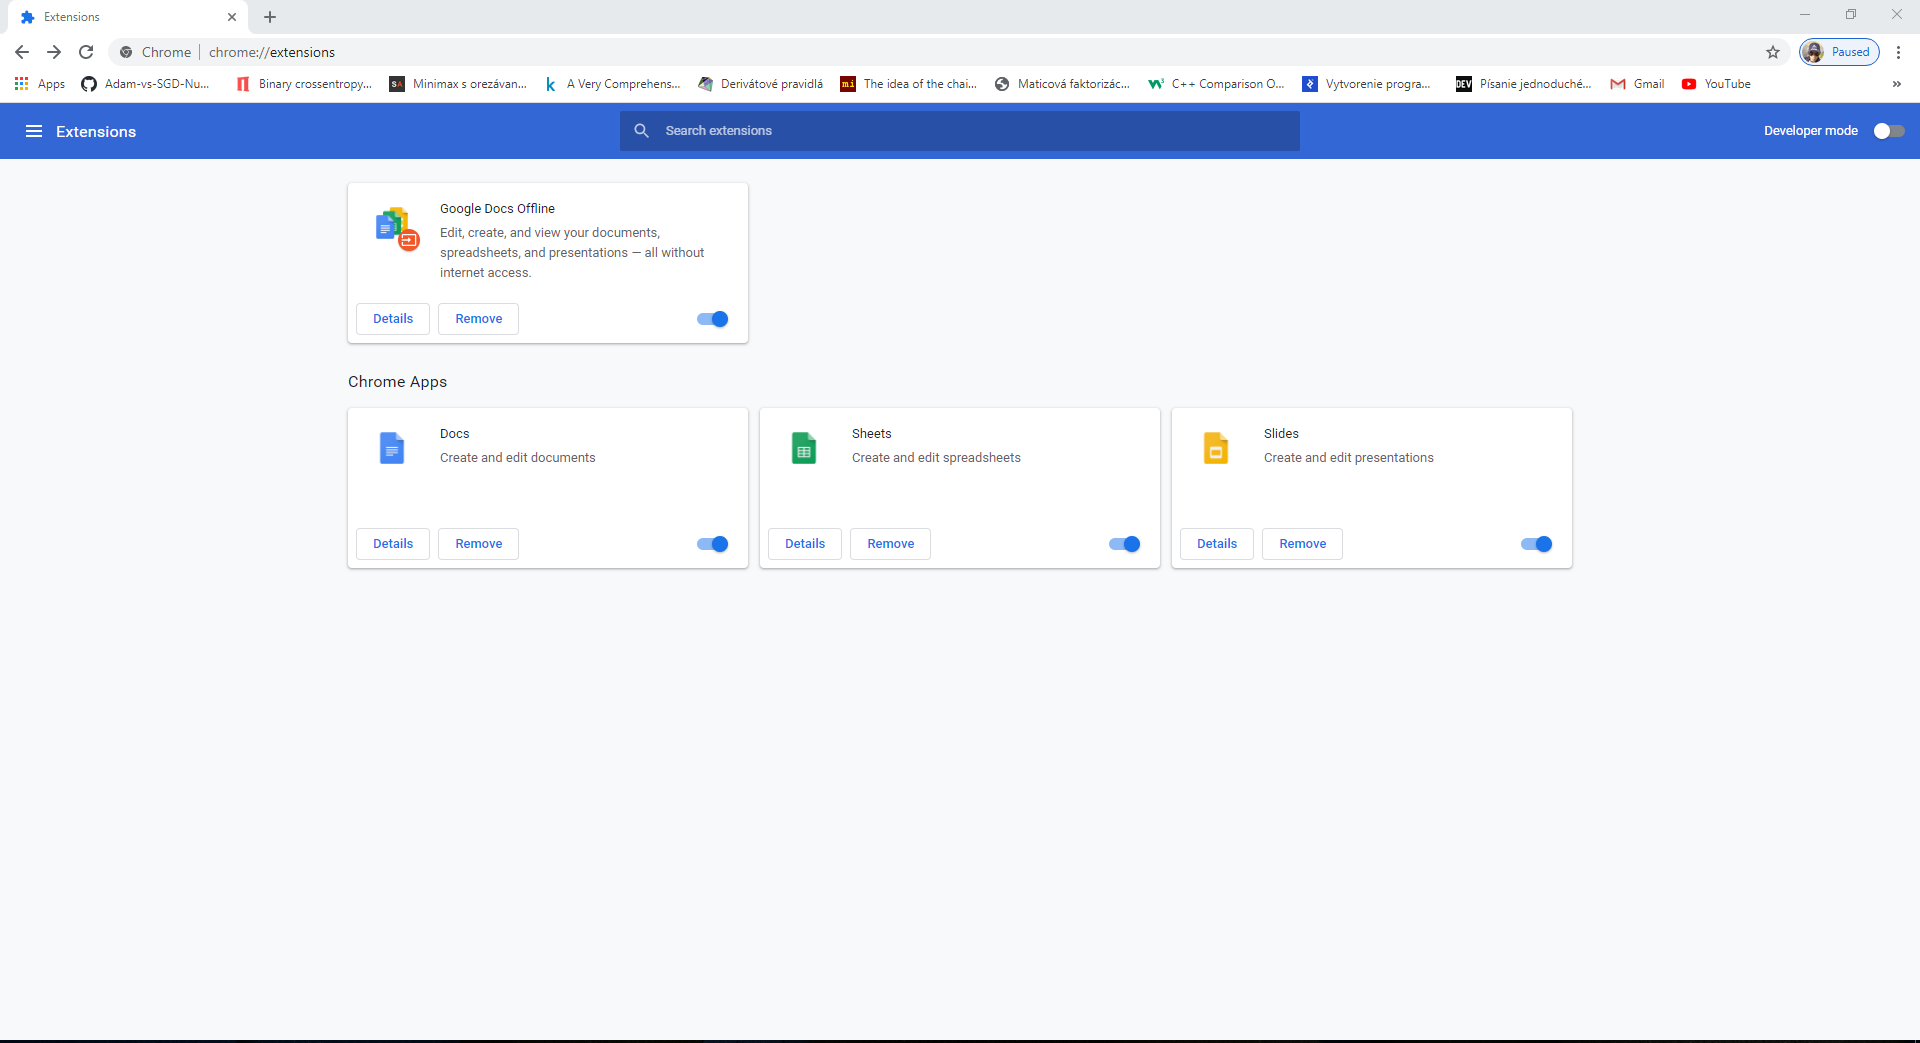 Extensions
Chrome | chrome://extensions
Paused
Apps Adam-vs-SGD-Nu... Binary crossentropy... SA Minimax s orezávan... k A Very Comprehens... Derivátové pravidlá mi The idea of the chai... Maticová faktorizác... C++ Comparison O... Vytvorenie progra... DEV Písanie jednoduché... Gmail YouTube »
Extensions
Search extensions
Developer mode
Google Docs Offline
Edit, create, and view your documents,
spreadsheets, and presentations — all without
internet access.
Details Remove
Chrome Apps
Docs
Create and edit documents
Details Remove
Sheets
Create and edit spreadsheets
Details Remove
Slides
Create and edit presentations
Details Remove